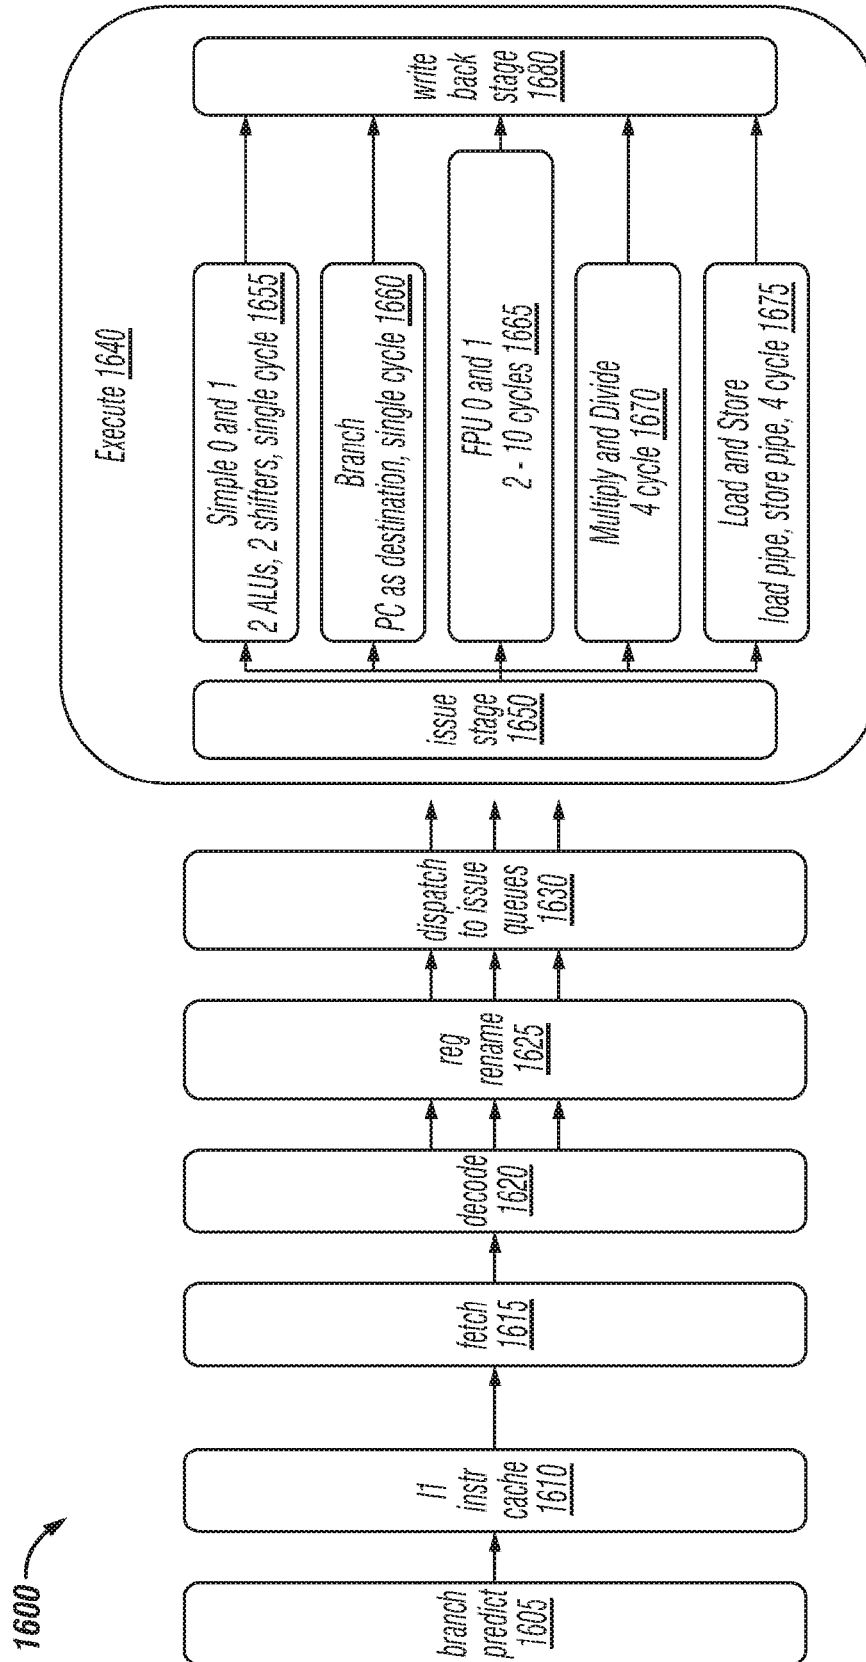 1600
branch
predict
1605
I1
instr
cache
1610
fetch
1615
decode
1620
reg
rename
1625
dispatch
to issue
queues
1630
Execute 1640
issue
stage
1650
Simple 0 and 1
2 ALUs, 2 shifters, single cycle 1655
Branch
PC as destination, single cycle 1660
FPU 0 and 1
2 - 10 cycles 1665
Multiply and Divide
4 cycle 1670
Load and Store
load pipe, store pipe, 4 cycle 1675
write
back
stage
1680